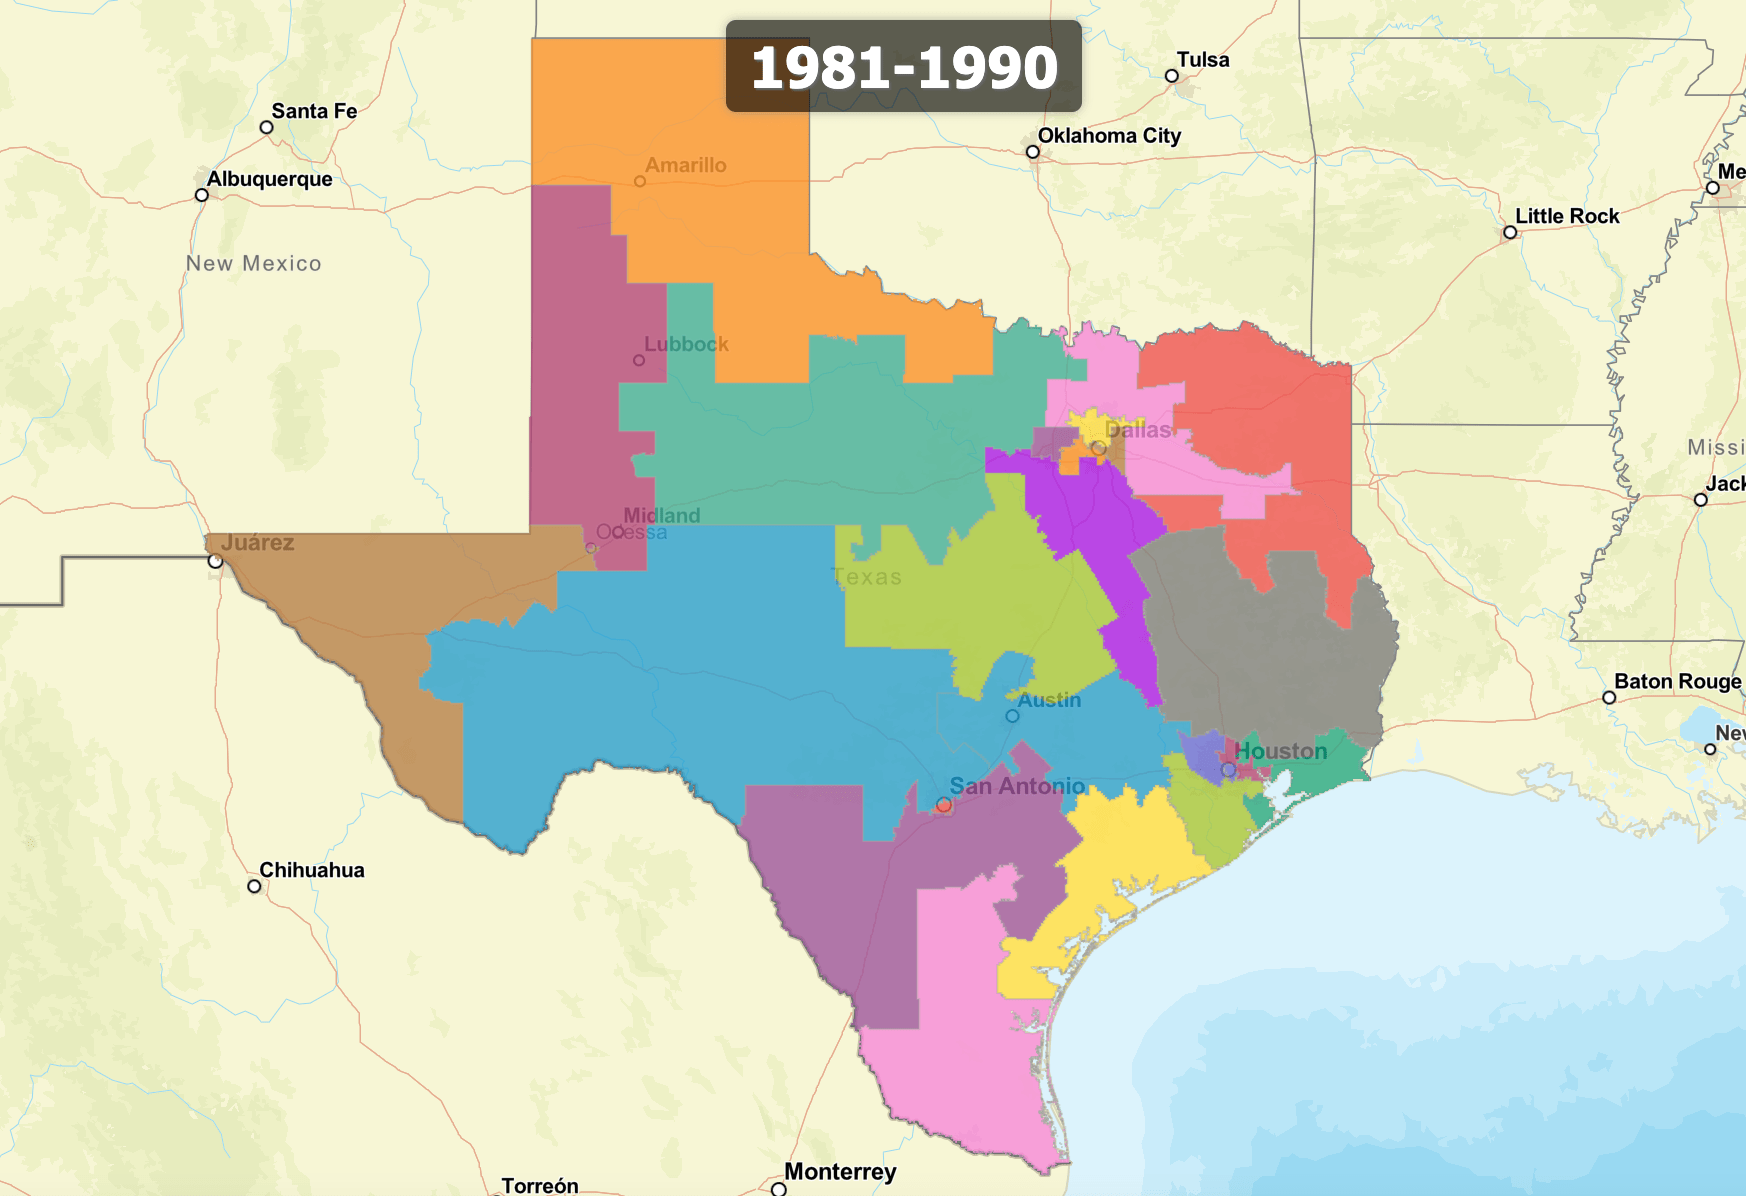 1981-1990
Tulsa
Santa Fe
Oklahoma City
Amarillo
Albuquerque
Me
Little Rock
New Mexico
Lubbock
Dallas
Missi
Jack
Midland
Odessa
Juárez
Texas
Baton Rouge
Austin
New
Houston
San Antonio
Chihuahua
Monterrey
Torreón